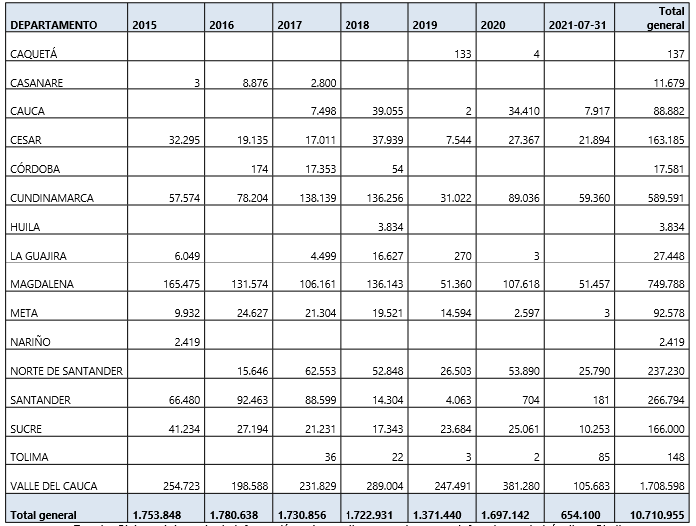 DEPARTAMENTO 2015 2016 2017 2018 2019 2020 2021-07-31 Total general
CAQUETÁ 133 4 137
CASANARE 3 8.876 2.800 11.679
CAUCA 7.498 39.055 2 34.410 7.917 88.882
CESAR 32.295 19.135 17.011 37.939 7.544 27.367 21.894 163.185
CÓRDOBA 174 17.353 54 17.581
CUNDINAMARCA 57.574 78.204 138.139 136.256 31.022 89.036 59.360 589.591
HUILA 3.834 3.834
LA GUAJIRA 6.049 4.499 16.627 270 3 27.448
MAGDALENA 165.475 131.574 106.161 136.143 51.360 107.618 51.457 749.788
META 9.932 24.627 21.304 19.521 14.594 2.597 3 92.578
NARIÑO 2.419 2.419
NORTE DE SANTANDER 15.646 62.553 52.848 26.503 53.890 25.790 237.230
SANTANDER 66.480 92.463 88.599 14.304 4.063 704 181 266.794
SUCRE 41.234 27.194 21.231 17.343 23.684 25.061 10.253 166.000
TOLIMA 36 22 3 2 85 148
VALLE DEL CAUCA 254.723 198.588 231.829 289.004 247.491 381.280 105.683 1.708.598
Total general 1.753.848 1.780.638 1.730.856 1.722.931 1.371.440 1.697.142 654.100 10.710.955